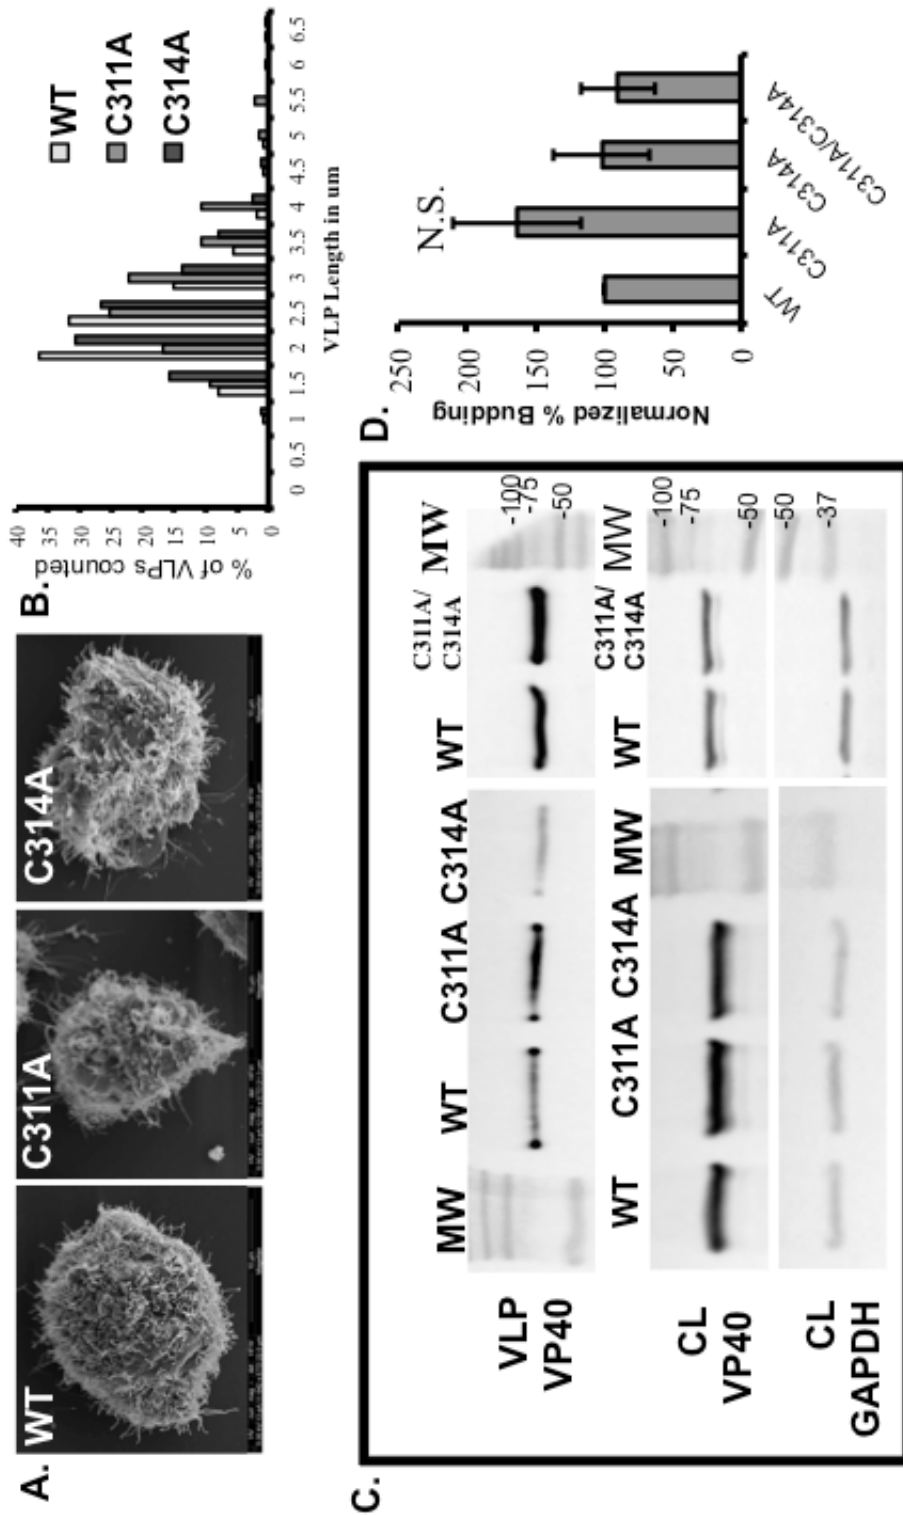 A.
WT
C311A
C314A
B.
% of VLPs counted
40
35
30
25
20
15
10
5
0
0 0.5 1 1.5 2 2.5 3 3.5 4 4.5 5 5.5 6 6.5
VLP Length in um
WT
C311A
C314A
C.
MW WT C311A C314A WT C311A/
C314A MW
VLP
VP40
-100
-75
-50
WT C311A C314A MW WT C311A/
C314A MW
CL
VP40
-100
-75
-50
CL
GAPDH
-50
-37
D.
Normalized % Budding
250
200
150
100
50
0
N.S.
WT
C311A
C314A
C311A/C314A